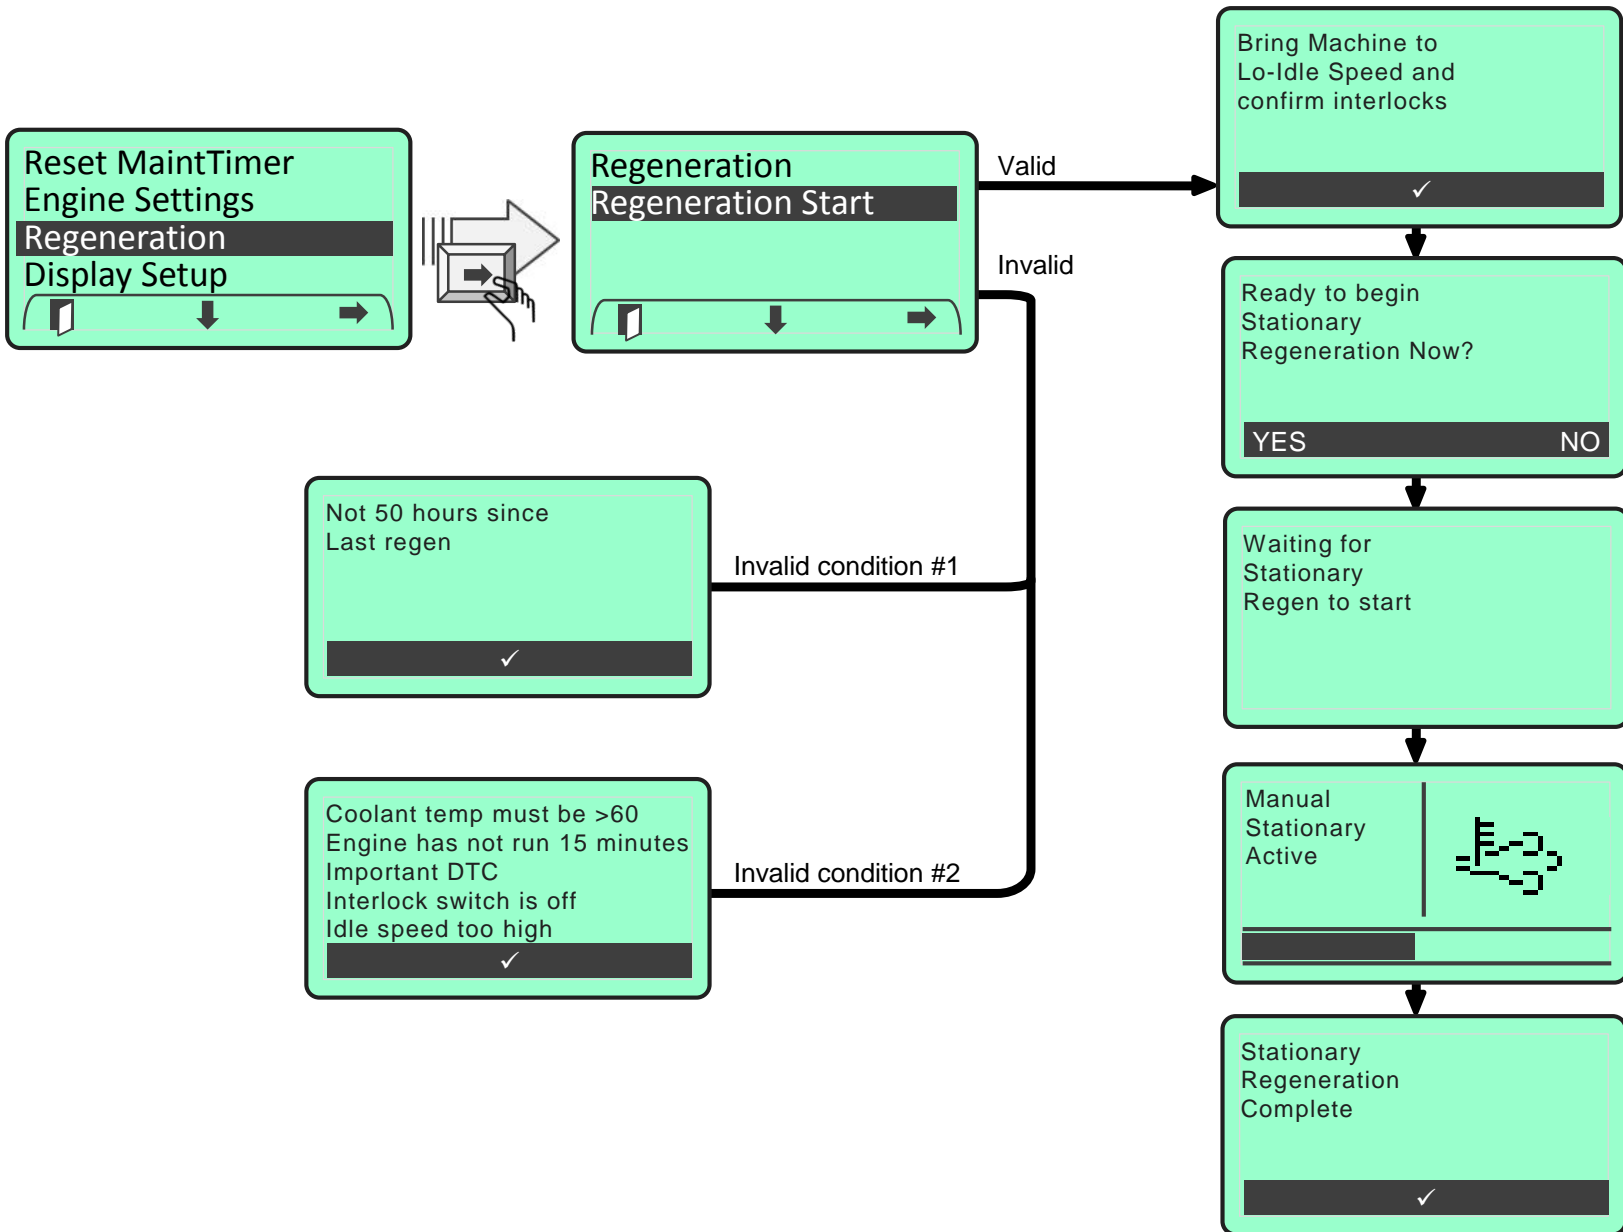 Reset MaintTimer
Engine Settings
Regeneration
Display Setup
Regeneration
Regeneration Start
Valid
Invalid
Bring Machine to
Lo-Idle Speed and
confirm interlocks
✓
Ready to begin
Stationary
Regeneration Now?
YES NO
Waiting for
Stationary
Regen to start
Manual
Stationary
Active
Stationary
Regeneration
Complete
✓
Not 50 hours since
Last regen
✓
Invalid condition #1
Coolant temp must be >60
Engine has not run 15 minutes
Important DTC
Interlock switch is off
Idle speed too high
✓
Invalid condition #2